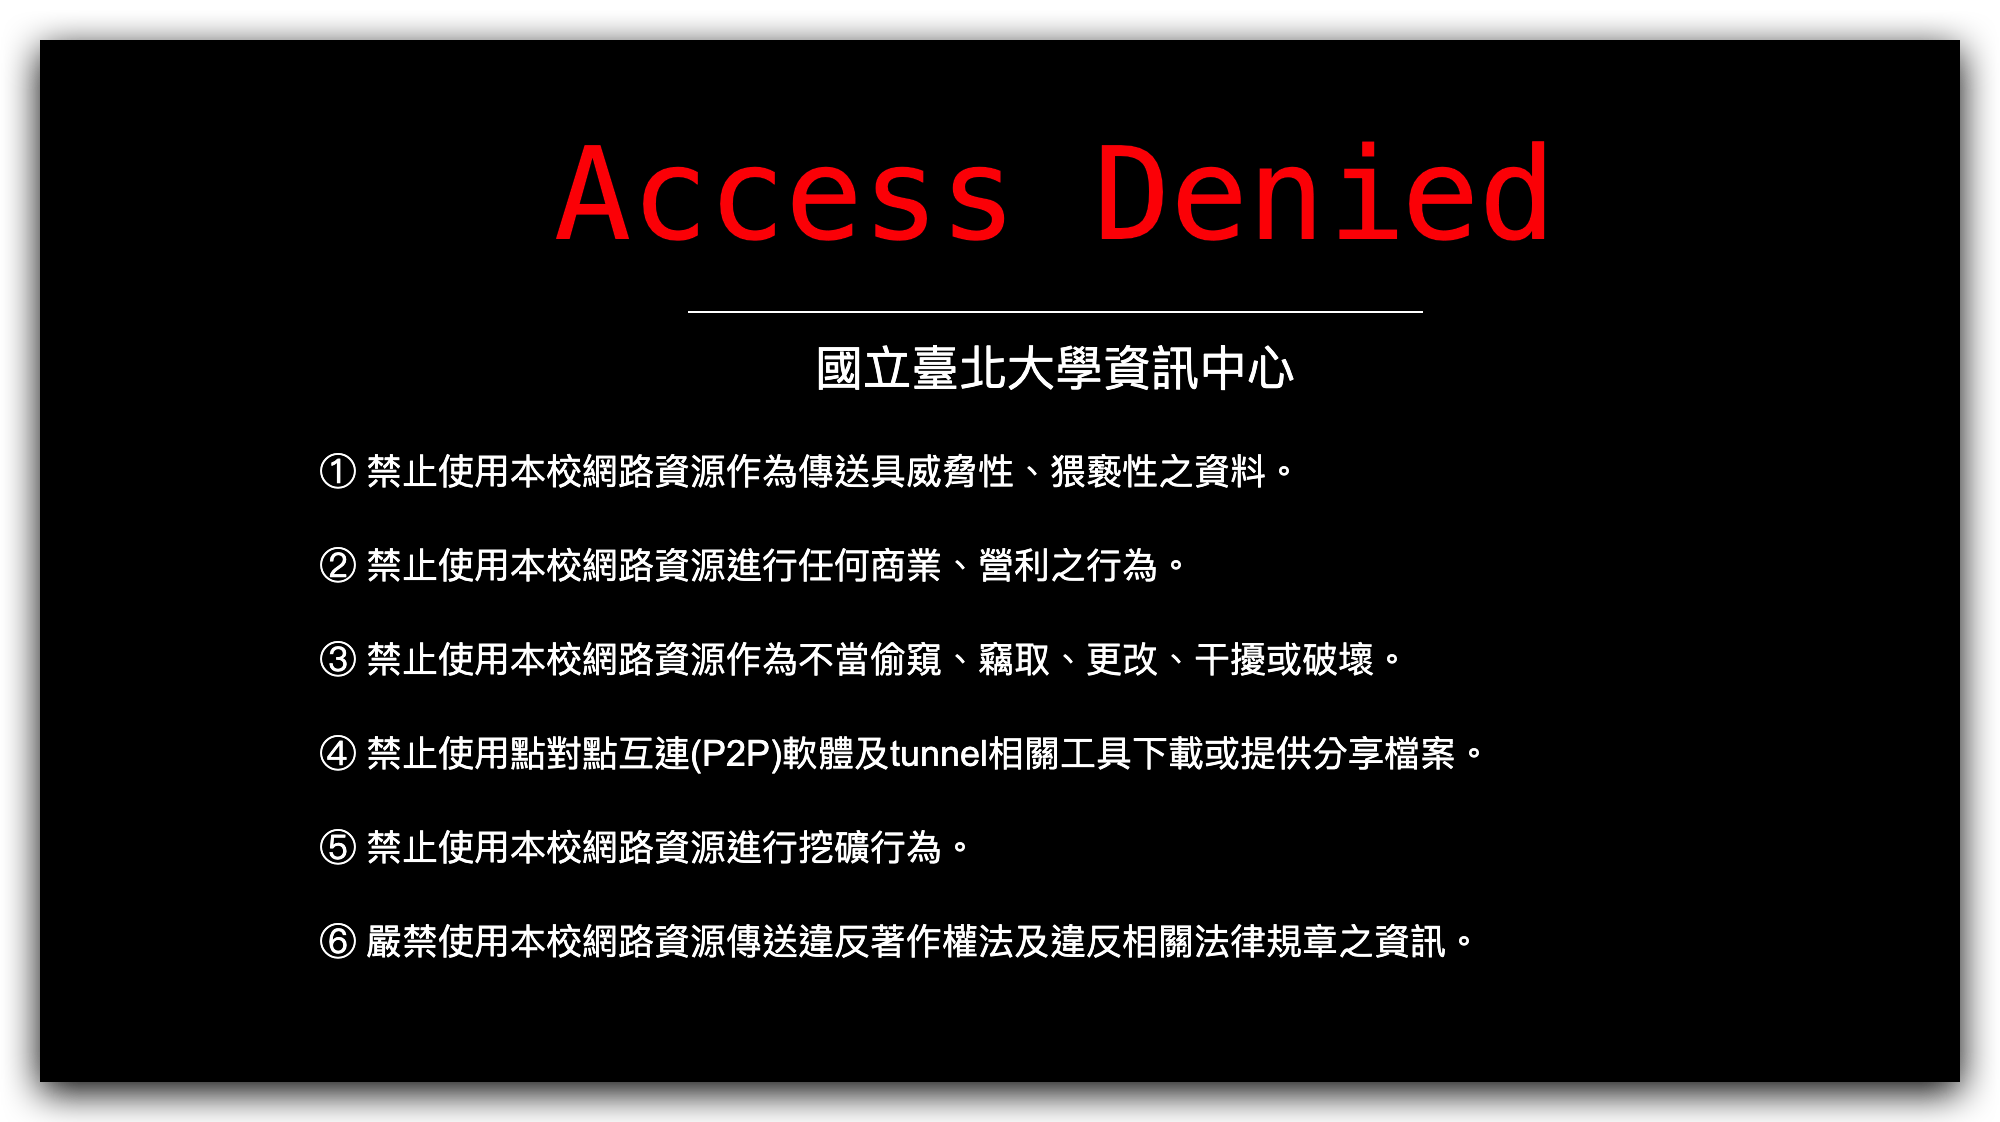 Access Denied
國立臺北大學資訊中心
① 禁止使用本校網路資源作為傳送具威脅性、猥褻性之資料。
② 禁止使用本校網路資源進行任何商業、營利之行為。
③ 禁止使用本校網路資源作為不當偷窺、竊取、更改、干擾或破壞。
④ 禁止使用點對點互連(P2P)軟體及tunnel相關工具下載或提供分享檔案。
⑤ 禁止使用本校網路資源進行挖礦行為。
⑥ 嚴禁使用本校網路資源傳送違反著作權法及違反相關法律規章之資訊。